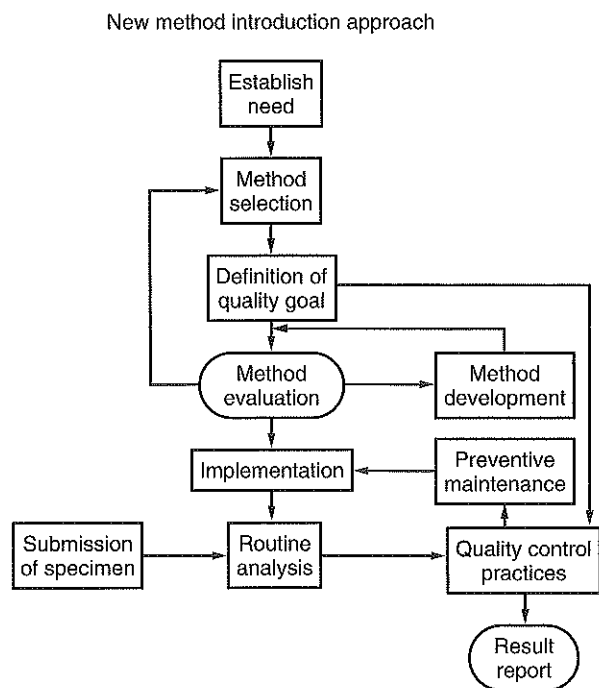 New method introduction approach
Establish
need
Method
selection
Definition of
quality goal
Method
evaluation
Method
development
Implementation
Preventive
maintenance
Submission
of specimen
Routine
analysis
Quality control
practices
Result
report